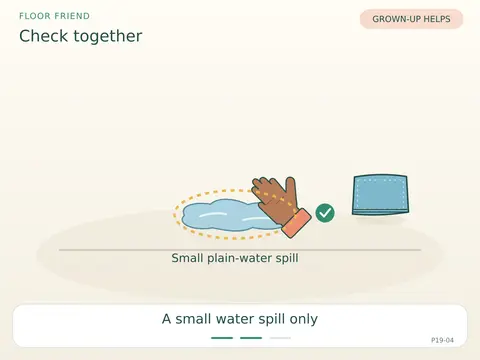 FLOOR FRIEND
GROWN-UP HELPS
Check together
Small plain-water spill
A small water spill only
P19-04